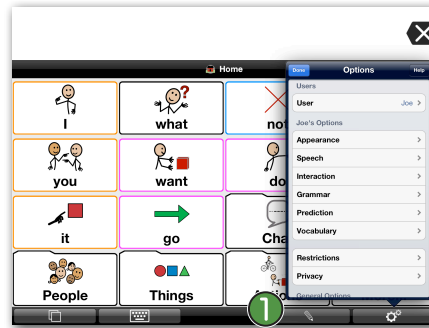 Home
Done
Options
Help
I
what
not
Users
User
Joe >
Joe's Options
Appearance >
Speech >
Interaction >
Grammar >
Prediction >
Vocabulary >
you
want
do
it
go
Cha
Restrictions >
Privacy >
General Options
People
Things
1